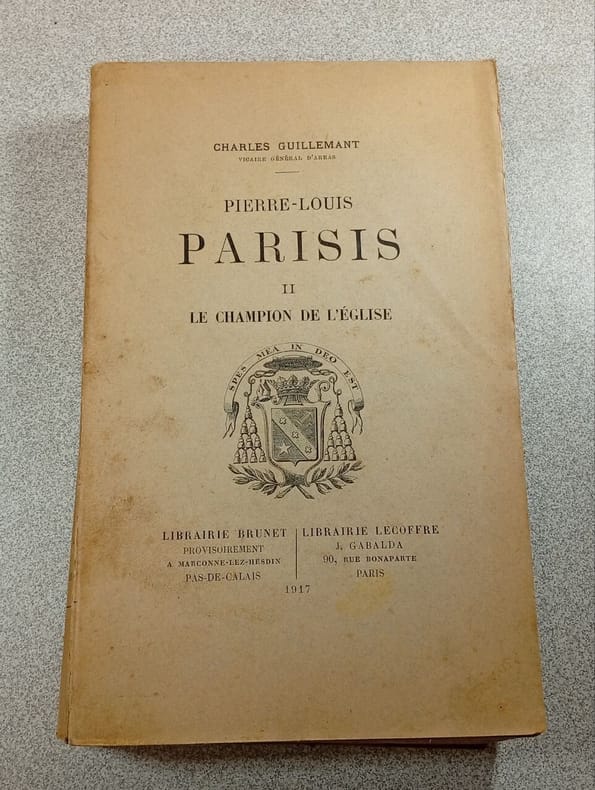 CHARLES GUILLEMANT
VICAIRE GÉNÉRAL D'ARRAS
PIERRE-LOUIS
PARISIS
II
LE CHAMPION DE L'ÉGLISE
SPES MEA IN DEO EST
LIBRAIRIE BRUNET
PROVISOIREMENT
A MARCONNE-LEZ-HESDIN
PAS-DE-CALAIS
LIBRAIRIE LECOFFRE
J. GABALDA
90, RUE BONAPARTE
PARIS
1917